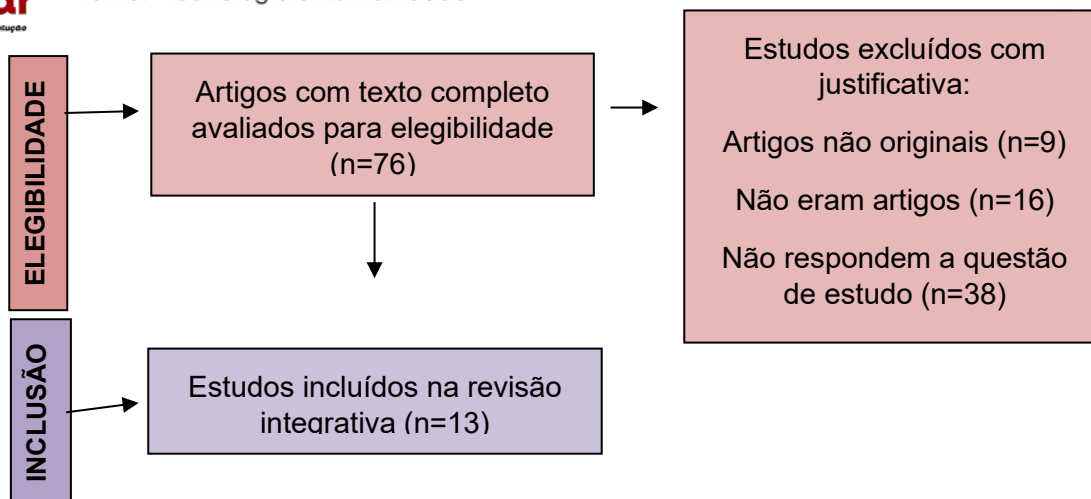 ELEGIBILIDADE
Artigos com texto completo
avaliados para elegibilidade
(n=76)
Estudos excluídos com
justificativa:
Artigos não originais (n=9)
Não eram artigos (n=16)
Não respondem a questão
de estudo (n=38)
INCLUSÃO
Estudos incluídos na revisão
integrativa (n=13)